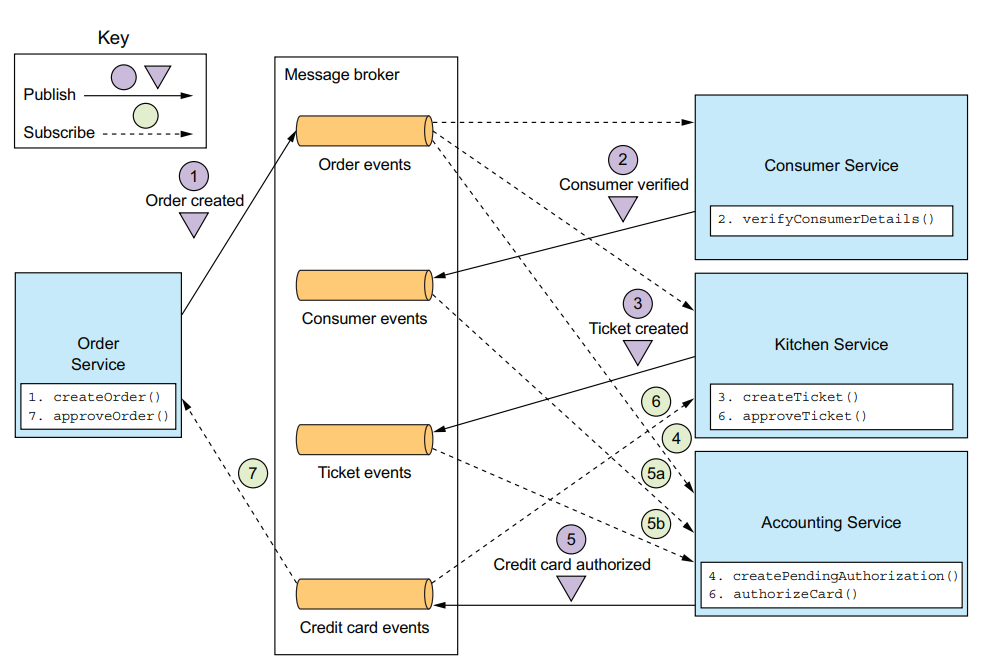 Key
Publish
Subscribe
Message broker
Order events
1
Order created
2
Consumer verified
Consumer Service
2. verifyConsumerDetails()
Consumer events
3
Ticket created
Kitchen Service
3. createTicket()
6. approveTicket()
Order
Service
1. createOrder()
7. approveOrder()
6
4
Ticket events
7
5a
5b
Accounting Service
4. createPendingAuthorization()
6. authorizeCard()
5
Credit card authorized
Credit card events